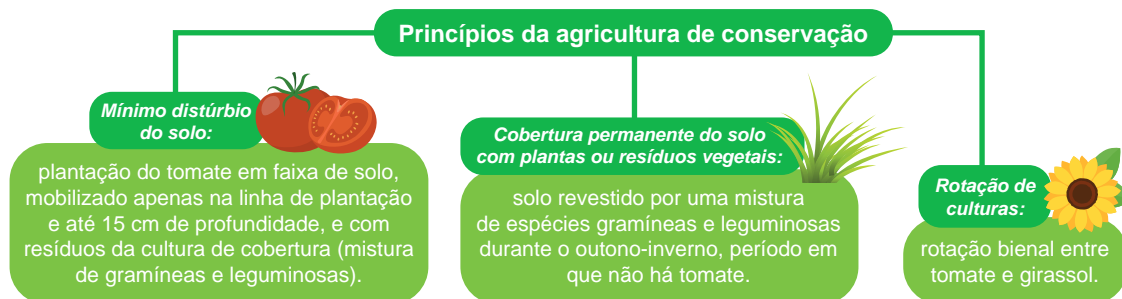 Princípios da agricultura de conservação
Mínimo distúrbio
do solo:
plantação do tomate em faixa de solo,
mobilizado apenas na linha de plantação
e até 15 cm de profundidade, e com
resíduos da cultura de cobertura (mistura
de gramíneas e leguminosas).
Cobertura permanente do solo
com plantas ou resíduos vegetais:
solo revestido por uma mistura
de espécies gramíneas e leguminosas
durante o outono-inverno, período em
que não há tomate.
Rotação de
culturas:
rotação bienal entre
tomate e girassol.